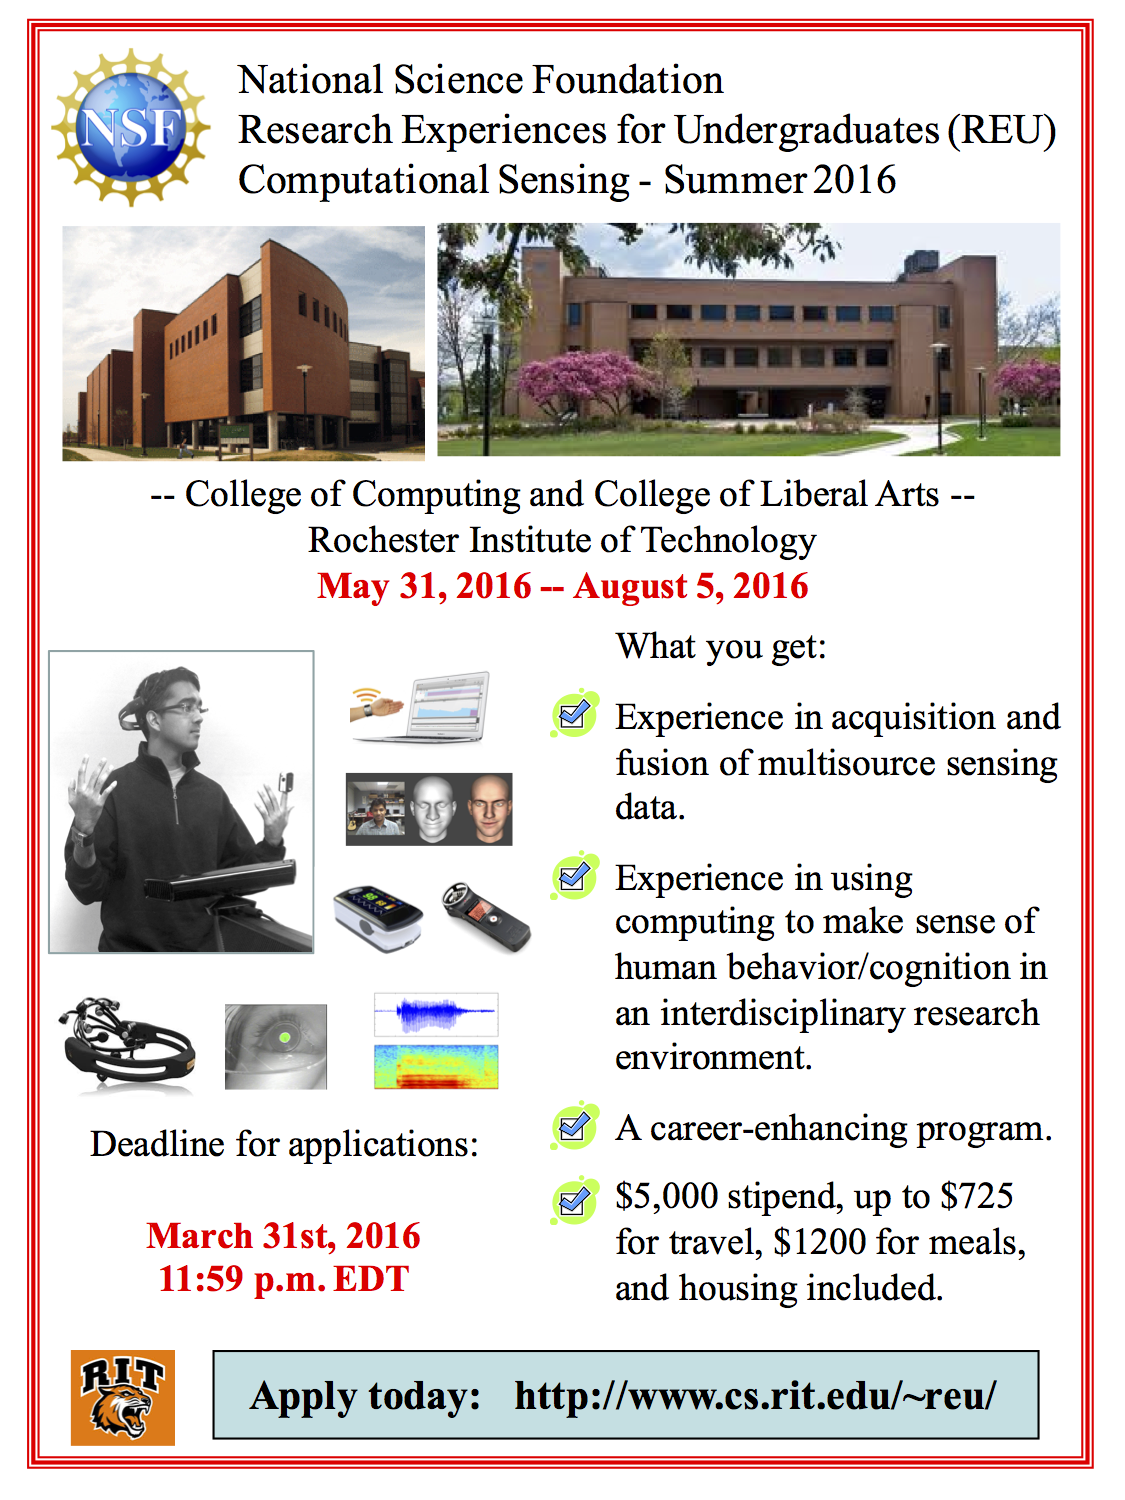 NSF
National Science Foundation
Research Experiences for Undergraduates (REU)
Computational Sensing - Summer 2016
-- College of Computing and College of Liberal Arts --
Rochester Institute of Technology
May 31, 2016 -- August 5, 2016
What you get:
Experience in acquisition and
fusion of multisource sensing
data.
Experience in using
computing to make sense of
human behavior/cognition in
an interdisciplinary research
environment.
A career-enhancing program.
$5,000 stipend, up to $725
for travel, $1200 for meals,
and housing included.
Deadline for applications:
March 31st, 2016
11:59 p.m. EDT
RIT
Apply today: http://www.cs.rit.edu/~reu/